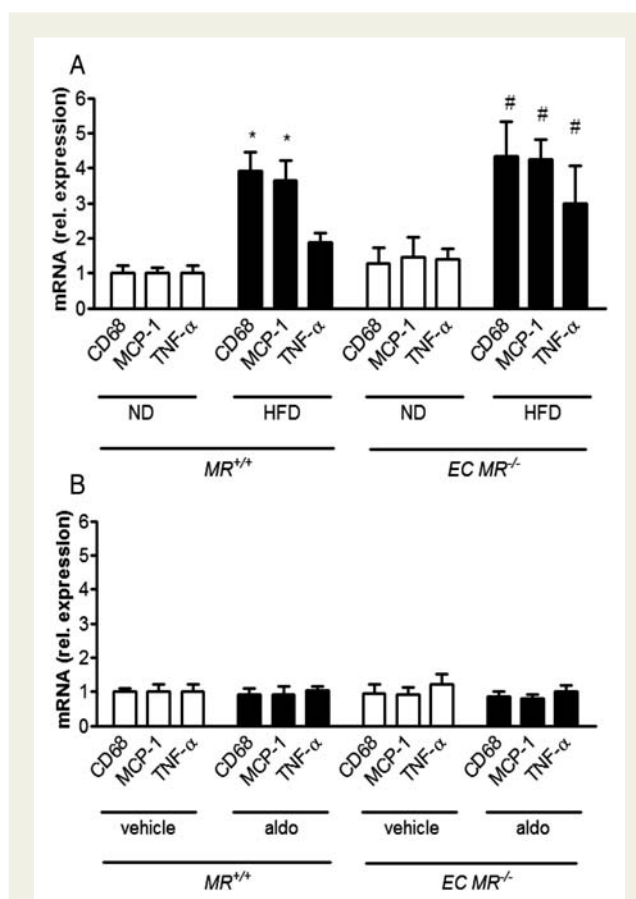 A
mRNA (rel. expression)
6
5
4
3
2
1
0
* *
# # #
CD68 MCP-1 TNF-α CD68 MCP-1 TNF-α CD68 MCP-1 TNF-α CD68 MCP-1 TNF-α
ND HFD ND HFD
MR+/+ EC MR-/-
B
mRNA (rel. expression)
6
5
4
3
2
1
0
CD68 MCP-1 TNF-α CD68 MCP-1 TNF-α CD68 MCP-1 TNF-α CD68 MCP-1 TNF-α
vehicle aldo vehicle aldo
MR+/+ EC MR-/-